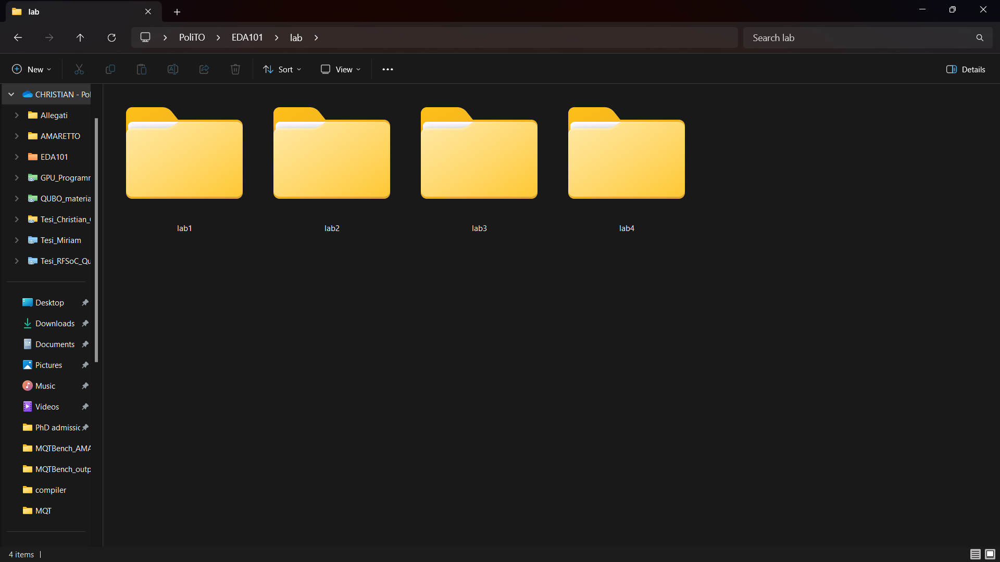 lab
PoliTO > EDA101 > lab >
Search lab
New
Sort
View
Details
CHRISTIAN - Pol
Allegati
AMARETTO
EDA101
GPU_Programm
QUBO_materia
Tesi_Christian_
Tesi_Miriam
Tesi_RFSoC_Qu
Desktop
Downloads
Documents
Pictures
Music
Videos
PhD admissic
MQTBench_AMA
MQTBench_outp
compiler
MQT
lab1
lab2
lab3
lab4
4 items